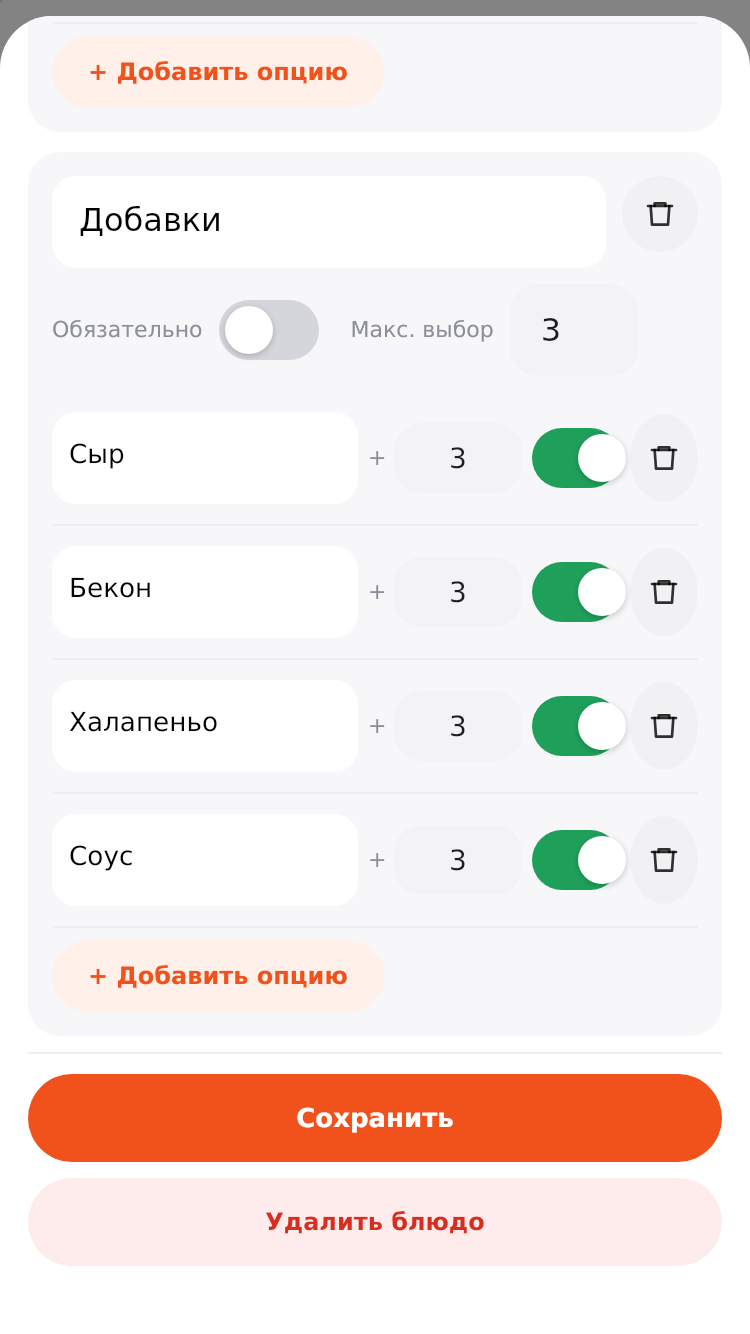 + Добавить опцию
Добавки
Обязательно Макс. выбор 3
Сыр + 3
Бекон + 3
Халапеньо + 3
Соус + 3
+ Добавить опцию
Сохранить
Удалить блюдо